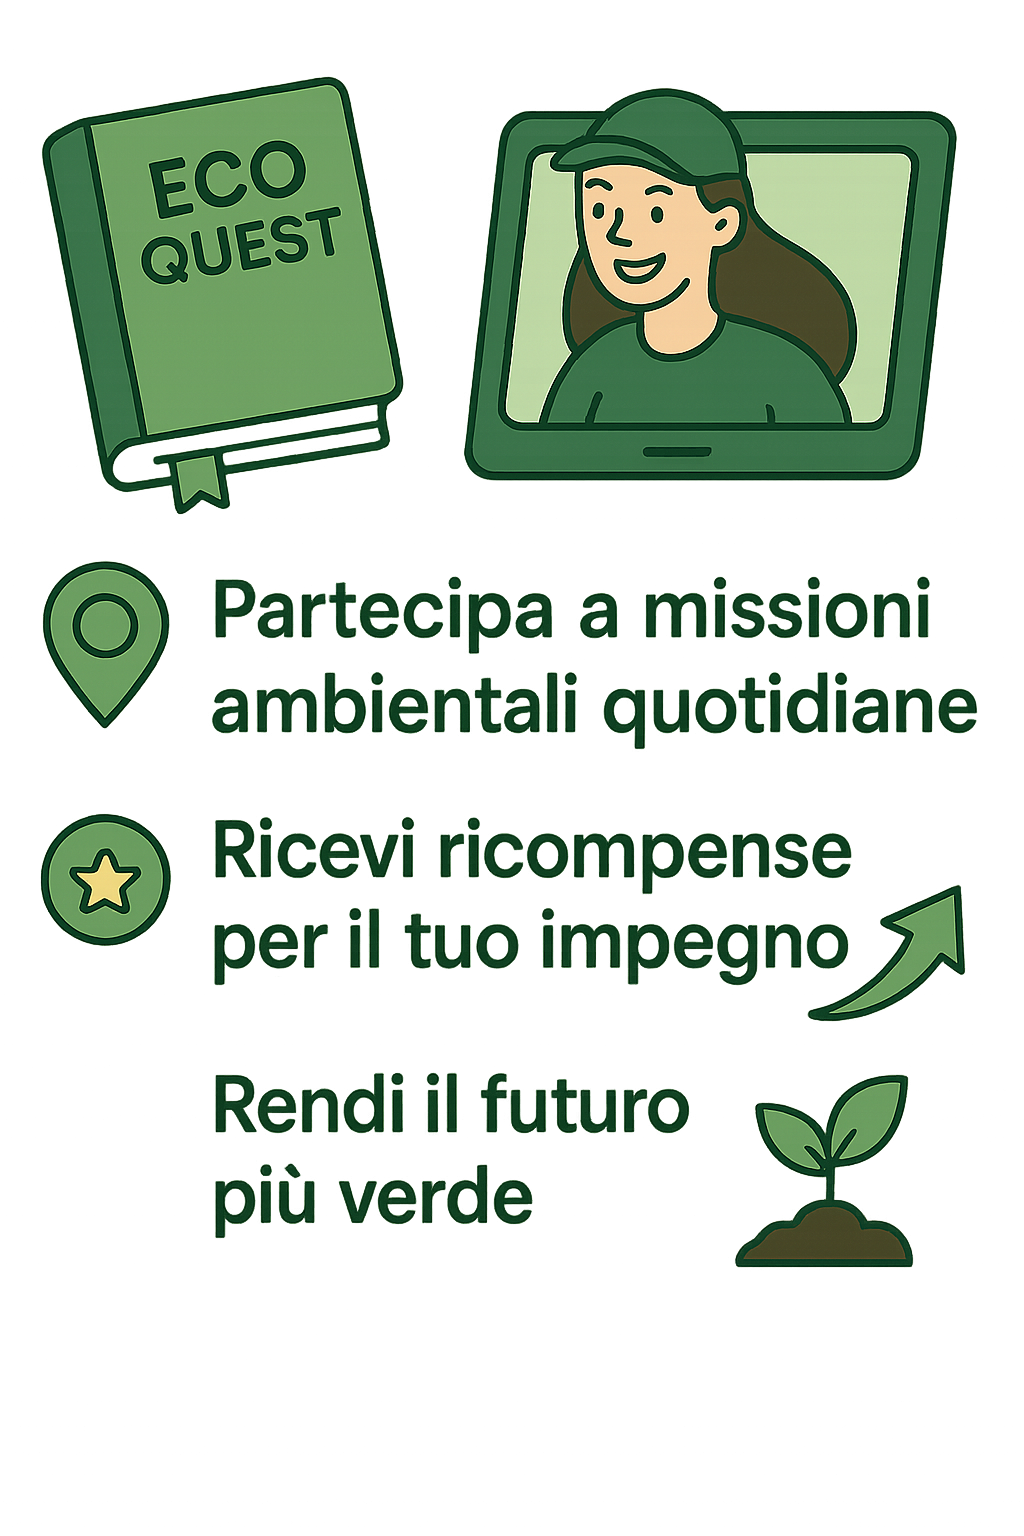 ECO
QUEST
Partecipa a missioni
ambientali quotidiane
Ricevi ricompense
per il tuo impegno
Rendi il futuro
più verde